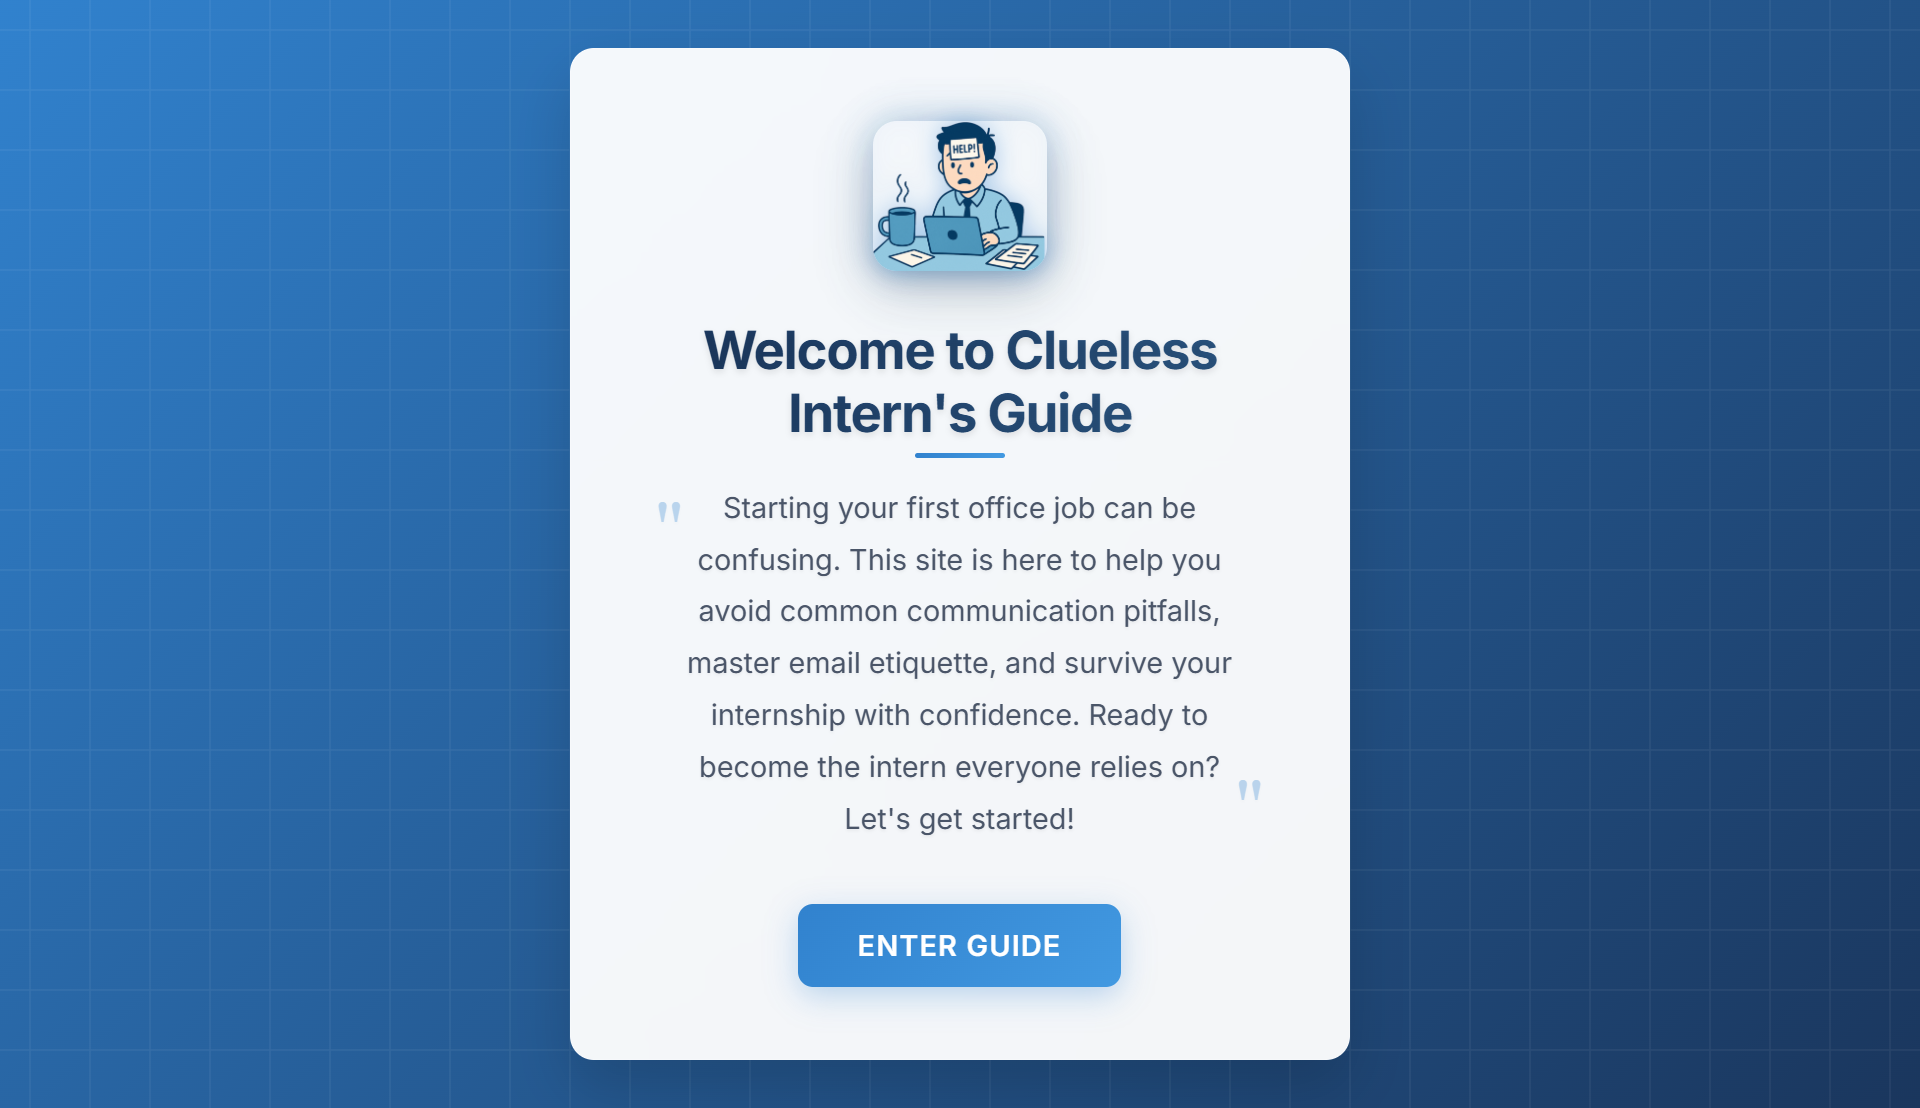 HELP!
Welcome to Clueless
Intern's Guide
" Starting your first office job can be
confusing. This site is here to help you
avoid common communication pitfalls,
master email etiquette, and survive your
internship with confidence. Ready to
become the intern everyone relies on? "
Let's get started!
ENTER GUIDE